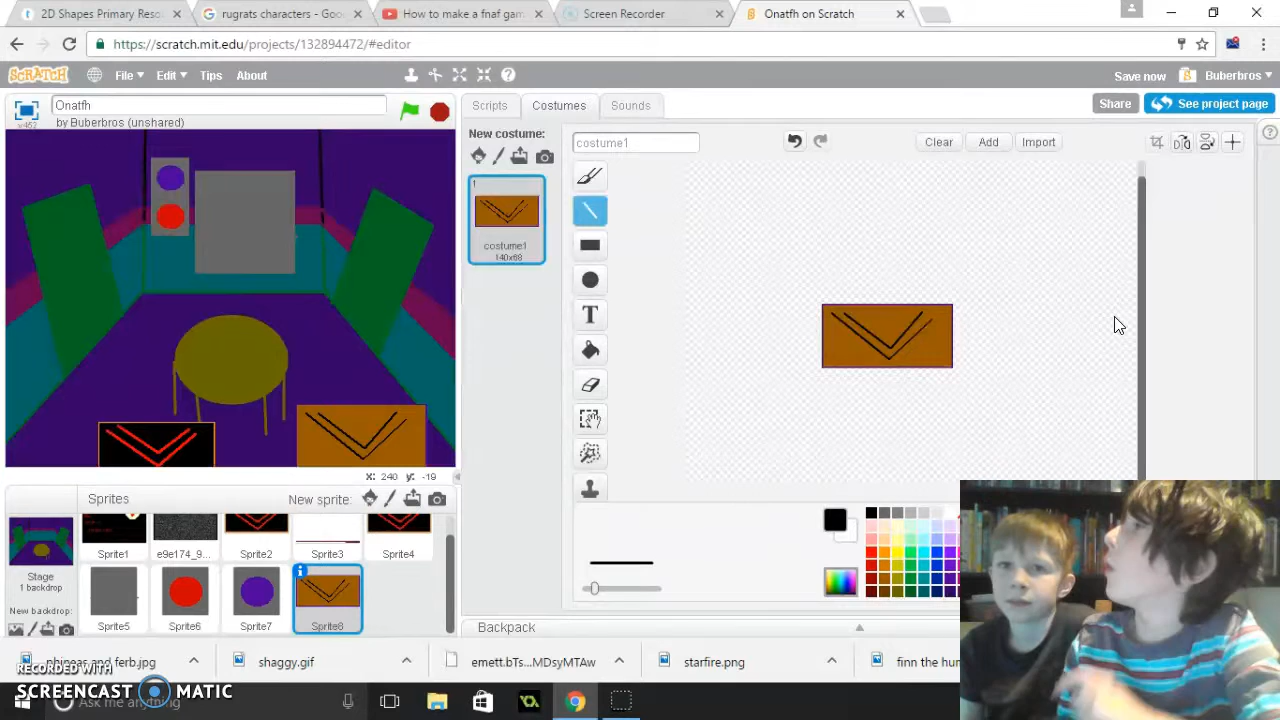 2D Shapes Primary Reso
rugrats characters - Goo
How to make a fnaf gam
Screen Recorder
Onatfh on Scratch
https://scratch.mit.edu/projects/132894472/#editor
SCRATCH
File
Edit
Tips
About
Save now
Buberbros
Onatfh
by Buberbros (unshared)
x452
Scripts
Costumes
Sounds
Share
See project page
New costume:
costume1
Clear
Add
Import
1
costume1
140x68
T
x: 240 y: -19
Sprites
New sprite:
Sprite1
e9e174_9...
Sprite2
Sprite3
Sprite4
Stage
1 backdrop
New backdrop:
Sprite5
Sprite6
Sprite7
Sprite8
Backpack
and ferb.jpg
shaggy.gif
emett.bTs...MDsyMTAw
starfire.png
finn the hum
RECORDED WITH
SCREENCAST MATIC
Ask me anything